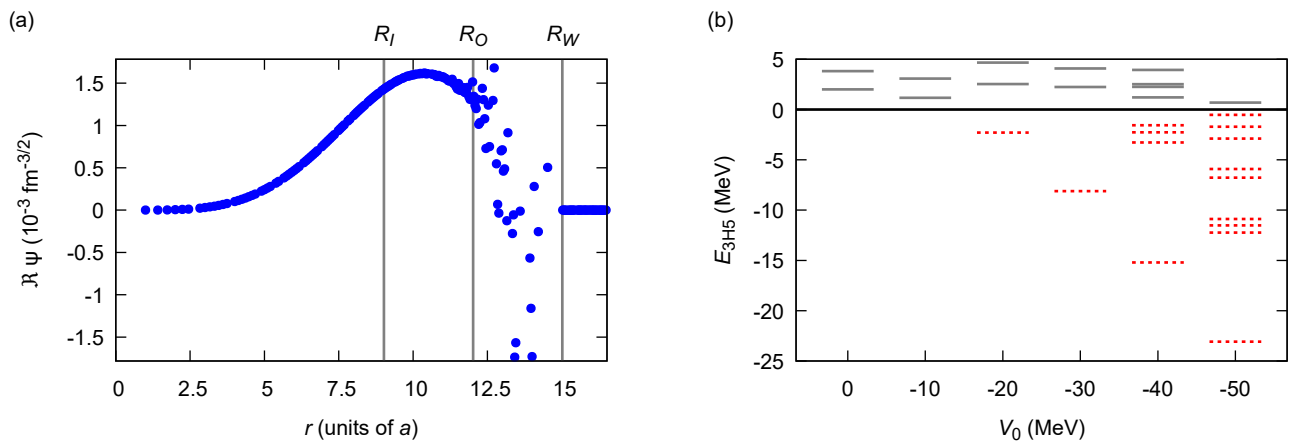 (a)
R_I R_O R_W
ℜ ψ (10^-3 fm^-3/2)
1.5
1
0.5
0
-0.5
-1
-1.5
0 2.5 5 7.5 9 12.5 15
r (units of a)
(b)
E_3H5 (MeV)
5
0
-5
-10
-15
-20
-25
0 -10 -20 -30 -40 -50
V_0 (MeV)